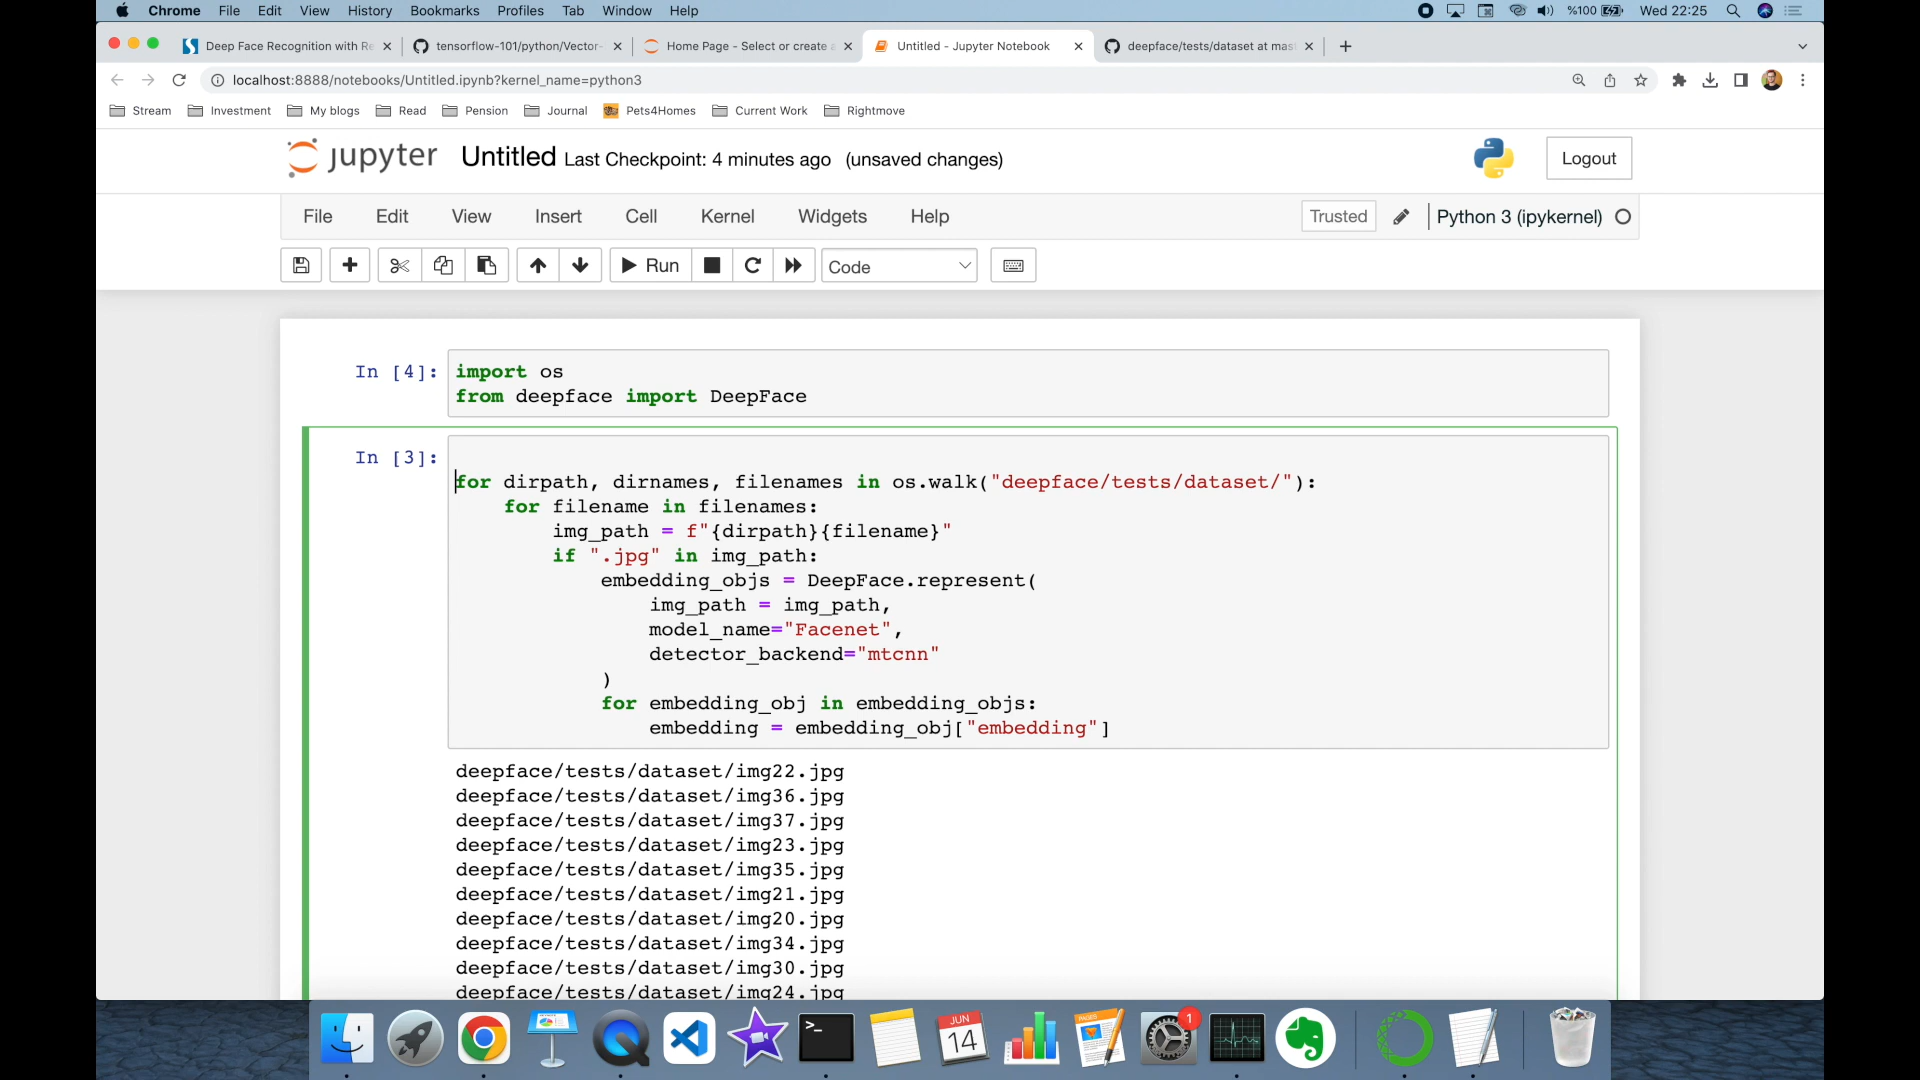 Chrome File Edit View History Bookmarks Profiles Tab Window Help %100 Wed 22:25
Deep Face Recognition with Re tensorflow-101/python/Vector- Home Page - Select or create a Untitled - Jupyter Notebook deepface/tests/dataset at mast
localhost:8888/notebooks/Untitled.ipynb?kernel_name=python3
Stream Investment My blogs Read Pension Journal Pets4Homes Current Work Rightmove
jupyter Untitled Last Checkpoint: 4 minutes ago (unsaved changes) Logout
File Edit View Insert Cell Kernel Widgets Help Trusted Python 3 (ipykernel)
Run Code
In [4]: import os
from deepface import DeepFace
In [3]:
for dirpath, dirnames, filenames in os.walk("deepface/tests/dataset/"):
for filename in filenames:
img_path = f"{dirpath}{filename}"
if ".jpg" in img_path:
embedding_objs = DeepFace.represent(
img_path = img_path,
model_name="Facenet",
detector_backend="mtcnn"
)
for embedding_obj in embedding_objs:
embedding = embedding_obj["embedding"]
deepface/tests/dataset/img22.jpg
deepface/tests/dataset/img36.jpg
deepface/tests/dataset/img37.jpg
deepface/tests/dataset/img23.jpg
deepface/tests/dataset/img35.jpg
deepface/tests/dataset/img21.jpg
deepface/tests/dataset/img20.jpg
deepface/tests/dataset/img34.jpg
deepface/tests/dataset/img30.jpg
deepface/tests/dataset/img24.jpg
>_ JUN 14 PAGES 1